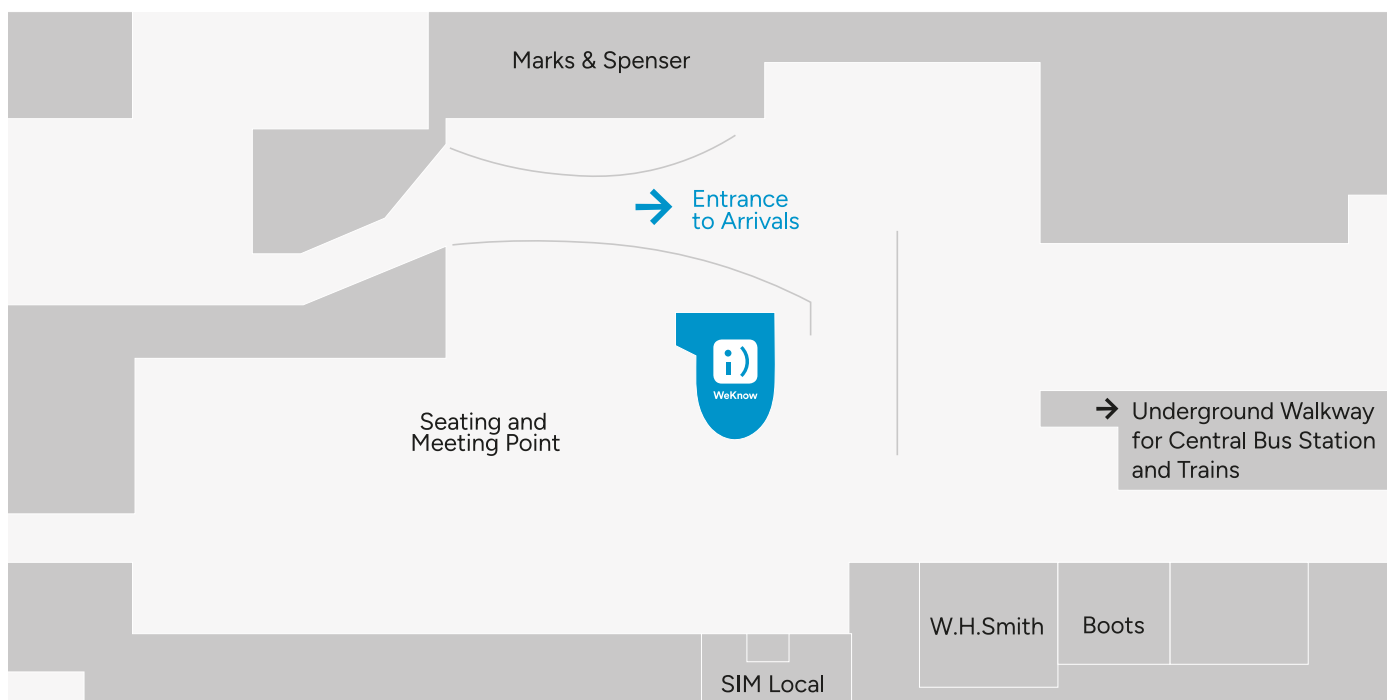 Marks & Spenser
Entrance
to Arrivals
i)
WeKnow
Seating and
Meeting Point
Underground Walkway
for Central Bus Station
and Trains
W.H.Smith
Boots
SIM Local